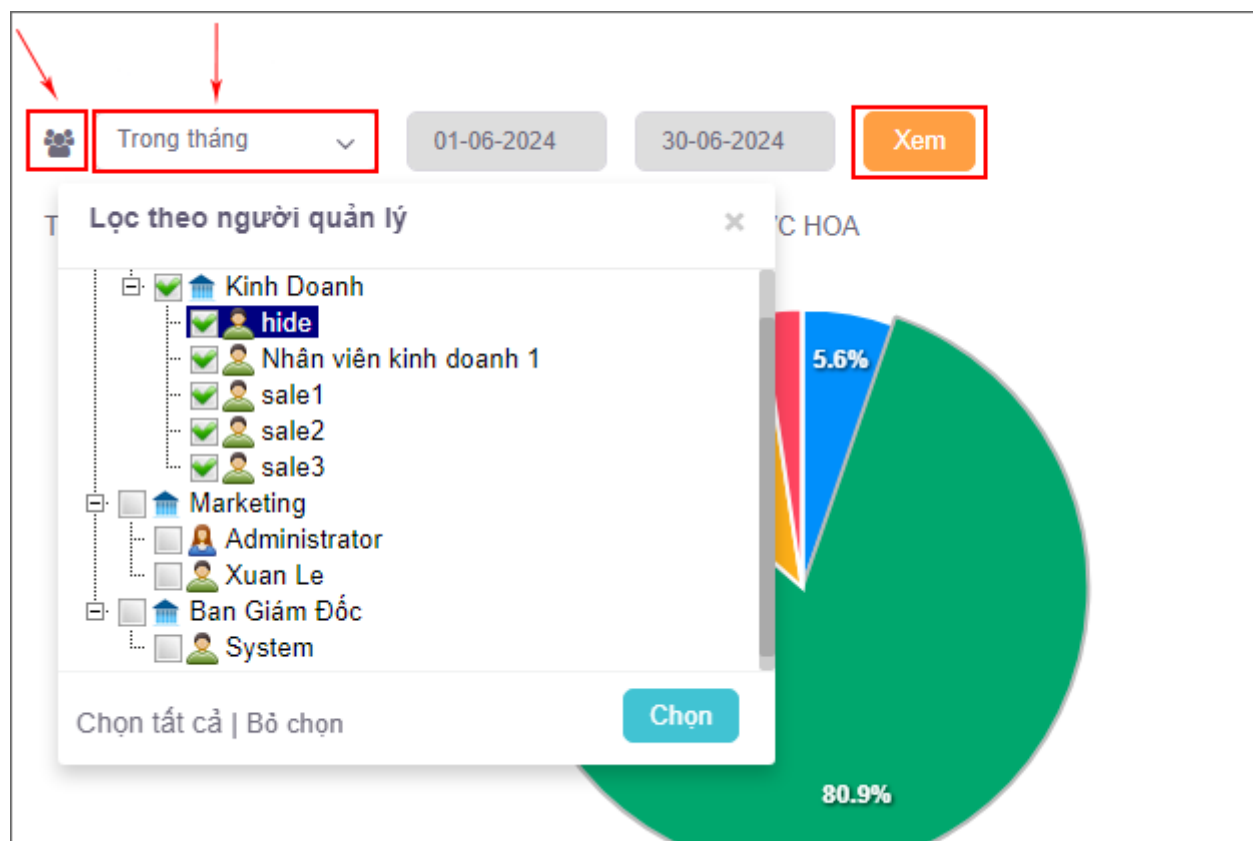 Trong tháng 01-06-2024 30-06-2024 Xem
Lọc theo người quản lý ×
HOA
Kinh Doanh
hide
Nhân viên kinh doanh 1
sale1
sale2
sale3
Marketing
Administrator
Xuan Le
Ban Giám Đốc
System
Chọn tất cả | Bỏ chọn Chọn
5.6%
80.9%